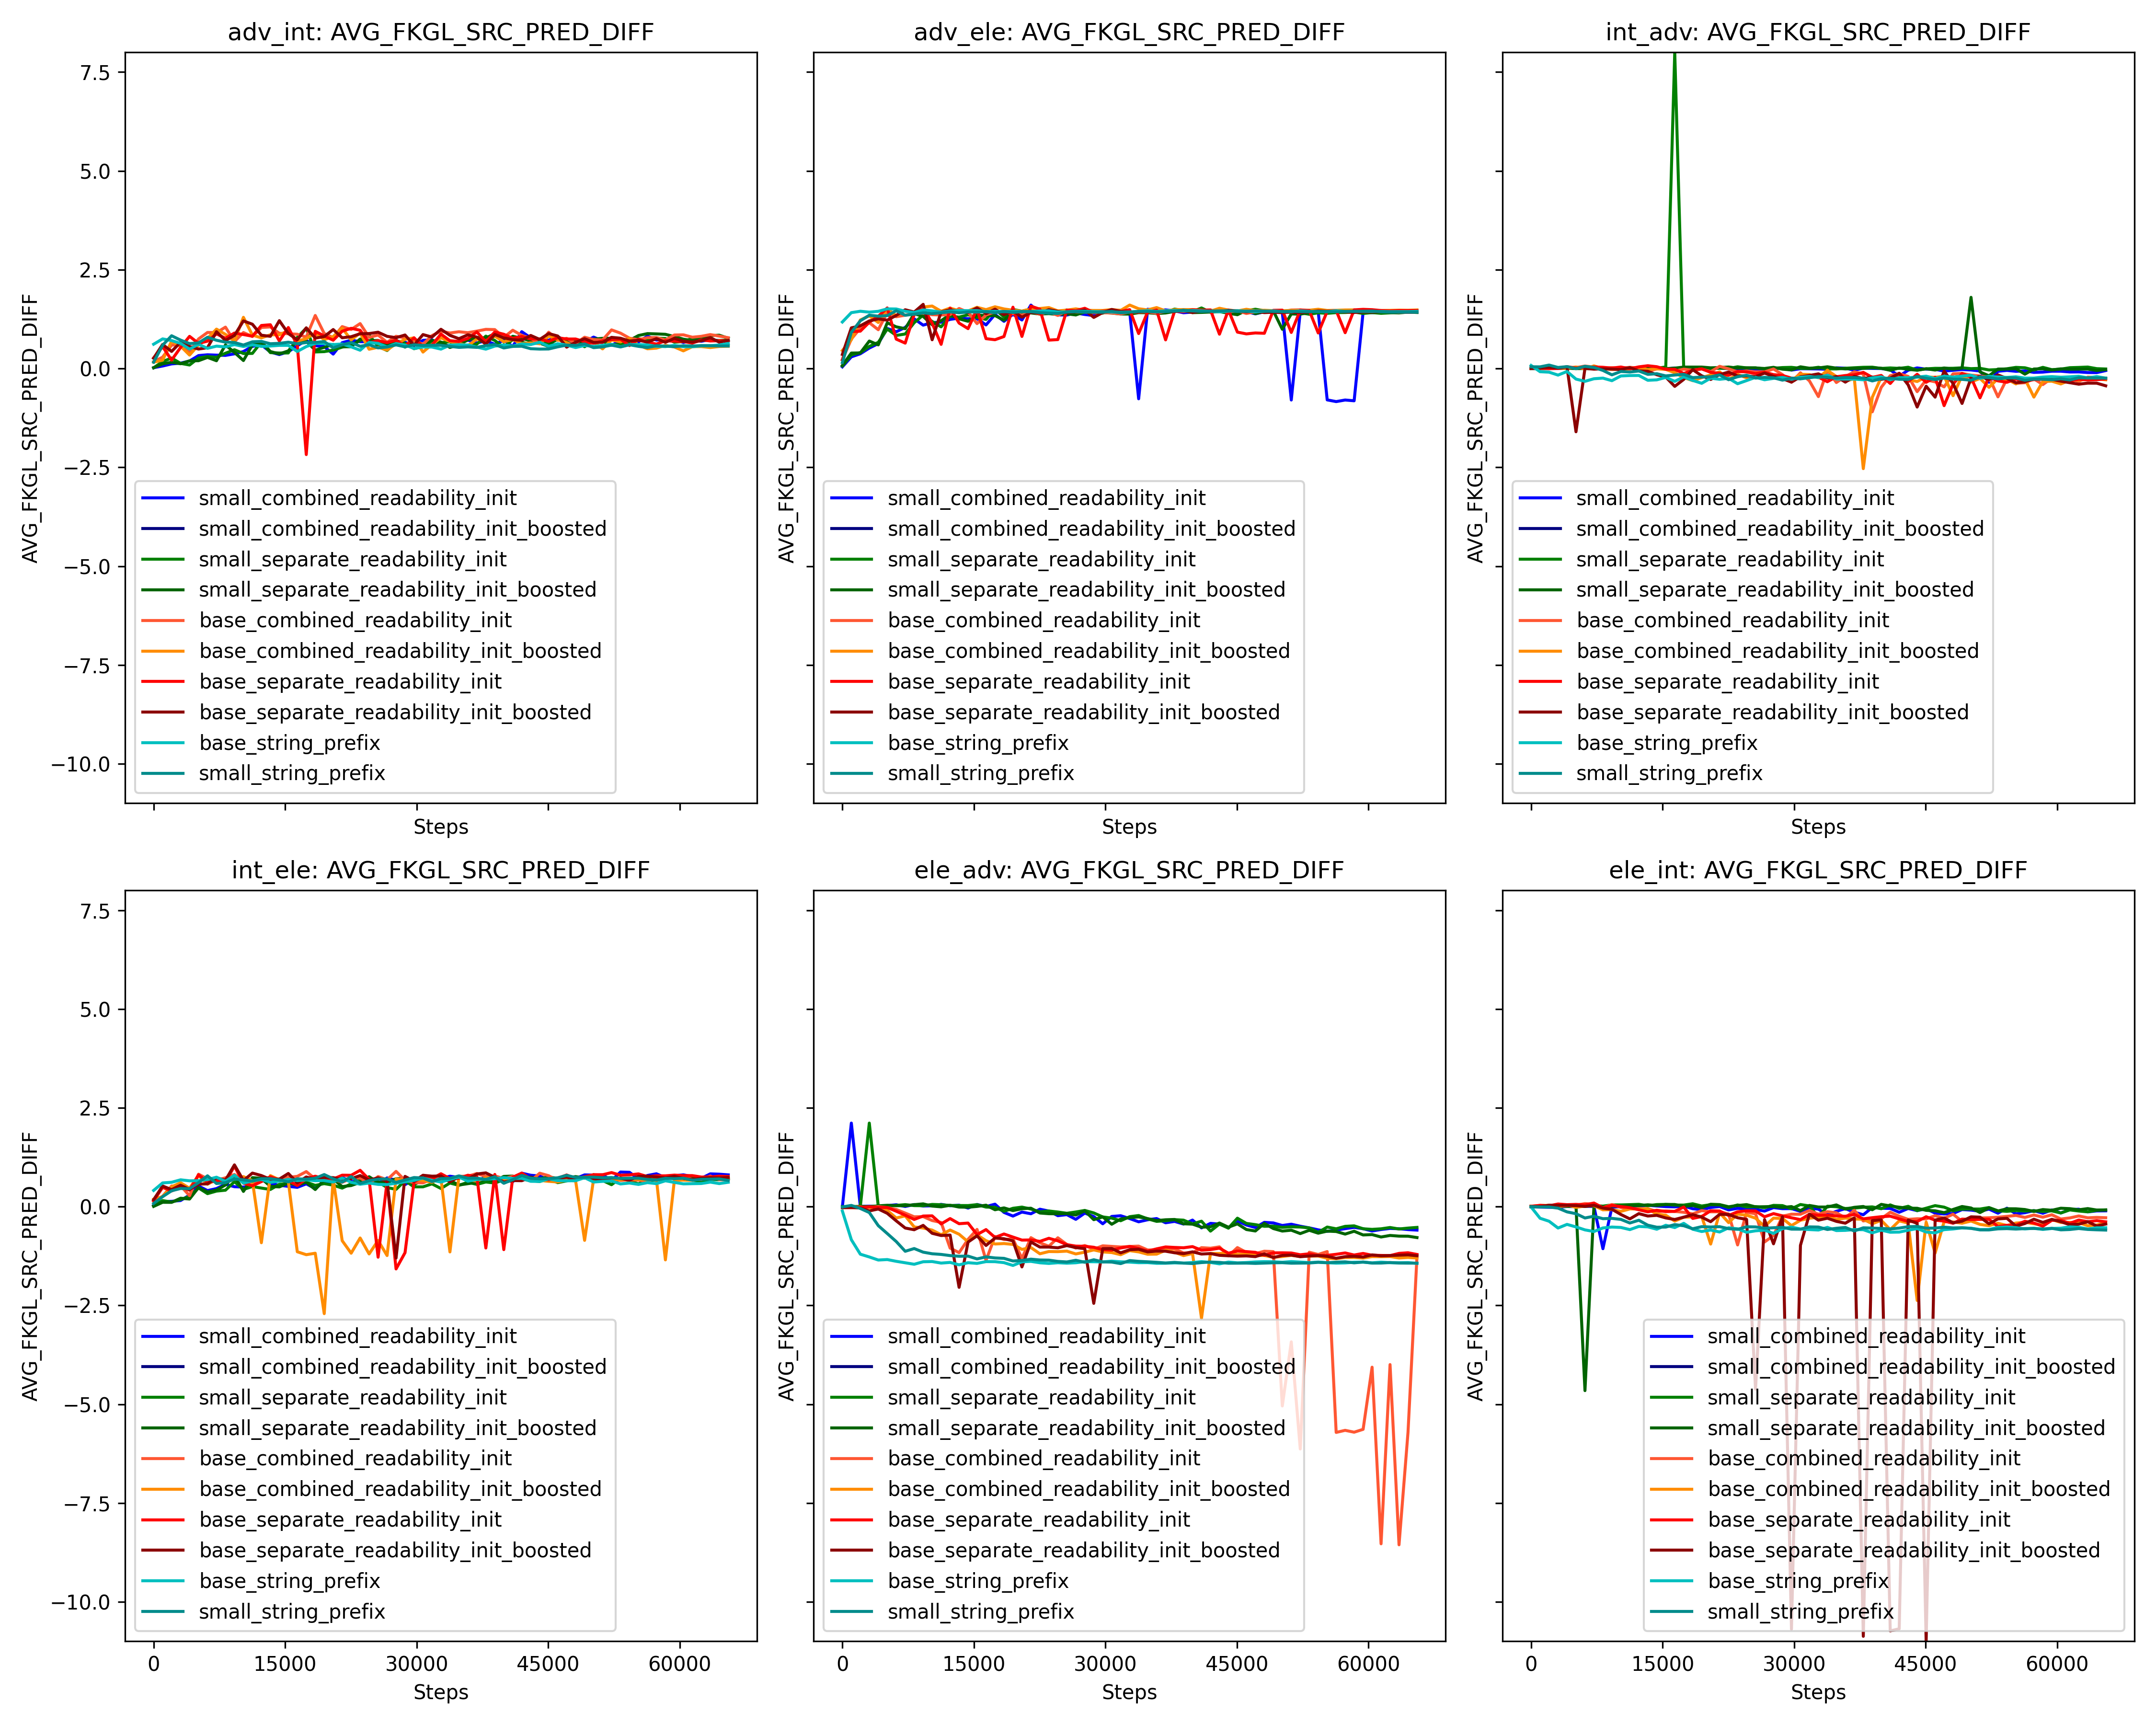 adv_int: AVG_FKGL_SRC_PRED_DIFF
AVG_FKGL_SRC_PRED_DIFF
7.5
5.0
2.5
0.0
−2.5
−5.0
−7.5
−10.0
small_combined_readability_init
small_combined_readability_init_boosted
small_separate_readability_init
small_separate_readability_init_boosted
base_combined_readability_init
base_combined_readability_init_boosted
base_separate_readability_init
base_separate_readability_init_boosted
base_string_prefix
small_string_prefix
Steps
adv_ele: AVG_FKGL_SRC_PRED_DIFF
AVG_FKGL_SRC_PRED_DIFF
small_combined_readability_init
small_combined_readability_init_boosted
small_separate_readability_init
small_separate_readability_init_boosted
base_combined_readability_init
base_combined_readability_init_boosted
base_separate_readability_init
base_separate_readability_init_boosted
base_string_prefix
small_string_prefix
Steps
int_adv: AVG_FKGL_SRC_PRED_DIFF
AVG_FKGL_SRC_PRED_DIFF
small_combined_readability_init
small_combined_readability_init_boosted
small_separate_readability_init
small_separate_readability_init_boosted
base_combined_readability_init
base_combined_readability_init_boosted
base_separate_readability_init
base_separate_readability_init_boosted
base_string_prefix
small_string_prefix
Steps
int_ele: AVG_FKGL_SRC_PRED_DIFF
AVG_FKGL_SRC_PRED_DIFF
7.5
5.0
2.5
0.0
−2.5
−5.0
−7.5
−10.0
small_combined_readability_init
small_combined_readability_init_boosted
small_separate_readability_init
small_separate_readability_init_boosted
base_combined_readability_init
base_combined_readability_init_boosted
base_separate_readability_init
base_separate_readability_init_boosted
base_string_prefix
small_string_prefix
0 15000 30000 45000 60000
Steps
ele_adv: AVG_FKGL_SRC_PRED_DIFF
AVG_FKGL_SRC_PRED_DIFF
small_combined_readability_init
small_combined_readability_init_boosted
small_separate_readability_init
small_separate_readability_init_boosted
base_combined_readability_init
base_combined_readability_init_boosted
base_separate_readability_init
base_separate_readability_init_boosted
base_string_prefix
small_string_prefix
0 15000 30000 45000 60000
Steps
ele_int: AVG_FKGL_SRC_PRED_DIFF
AVG_FKGL_SRC_PRED_DIFF
small_combined_readability_init
small_combined_readability_init_boosted
small_separate_readability_init
small_separate_readability_init_boosted
base_combined_readability_init
base_combined_readability_init_boosted
base_separate_readability_init
base_separate_readability_init_boosted
base_string_prefix
small_string_prefix
0 15000 30000 45000 60000
Steps